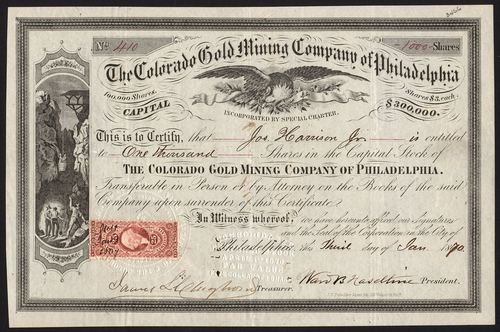 No. 410 1000 Shares
The Colorado Gold Mining Company of Philadelphia
100,000 Shares. Shares $3. each.
CAPITAL $300,000.
INCORPORATED BY SPECIAL CHARTER.
This is to Certify, that Jos. Harrison Jr is entitled
to One Thousand Shares in the Capital Stock of
THE COLORADO GOLD MINING COMPANY OF PHILADELPHIA.
Transferable in Person or by Attorney on the Books of the said
Company upon surrender of this Certificate.
In Witness whereof, we have hereunto affixed our Signatures
and the Seal of the Corporation in the City of
Philadelphia, this Third day of Jan 1870
Treasurer. Ward B Haseltine President.